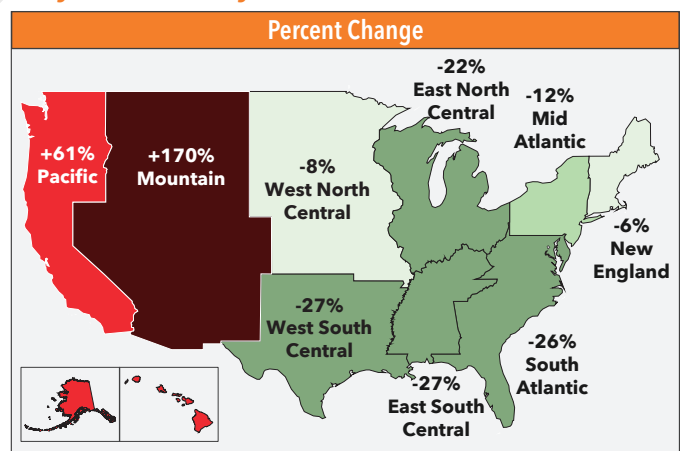 Percent Change
-22%
East North
Central
-12%
Mid
Atlantic
+61%
Pacific
+170%
Mountain
-8%
West North
Central
-6%
New
England
-27%
West South
Central
-26%
South
Atlantic
-27%
East South
Central